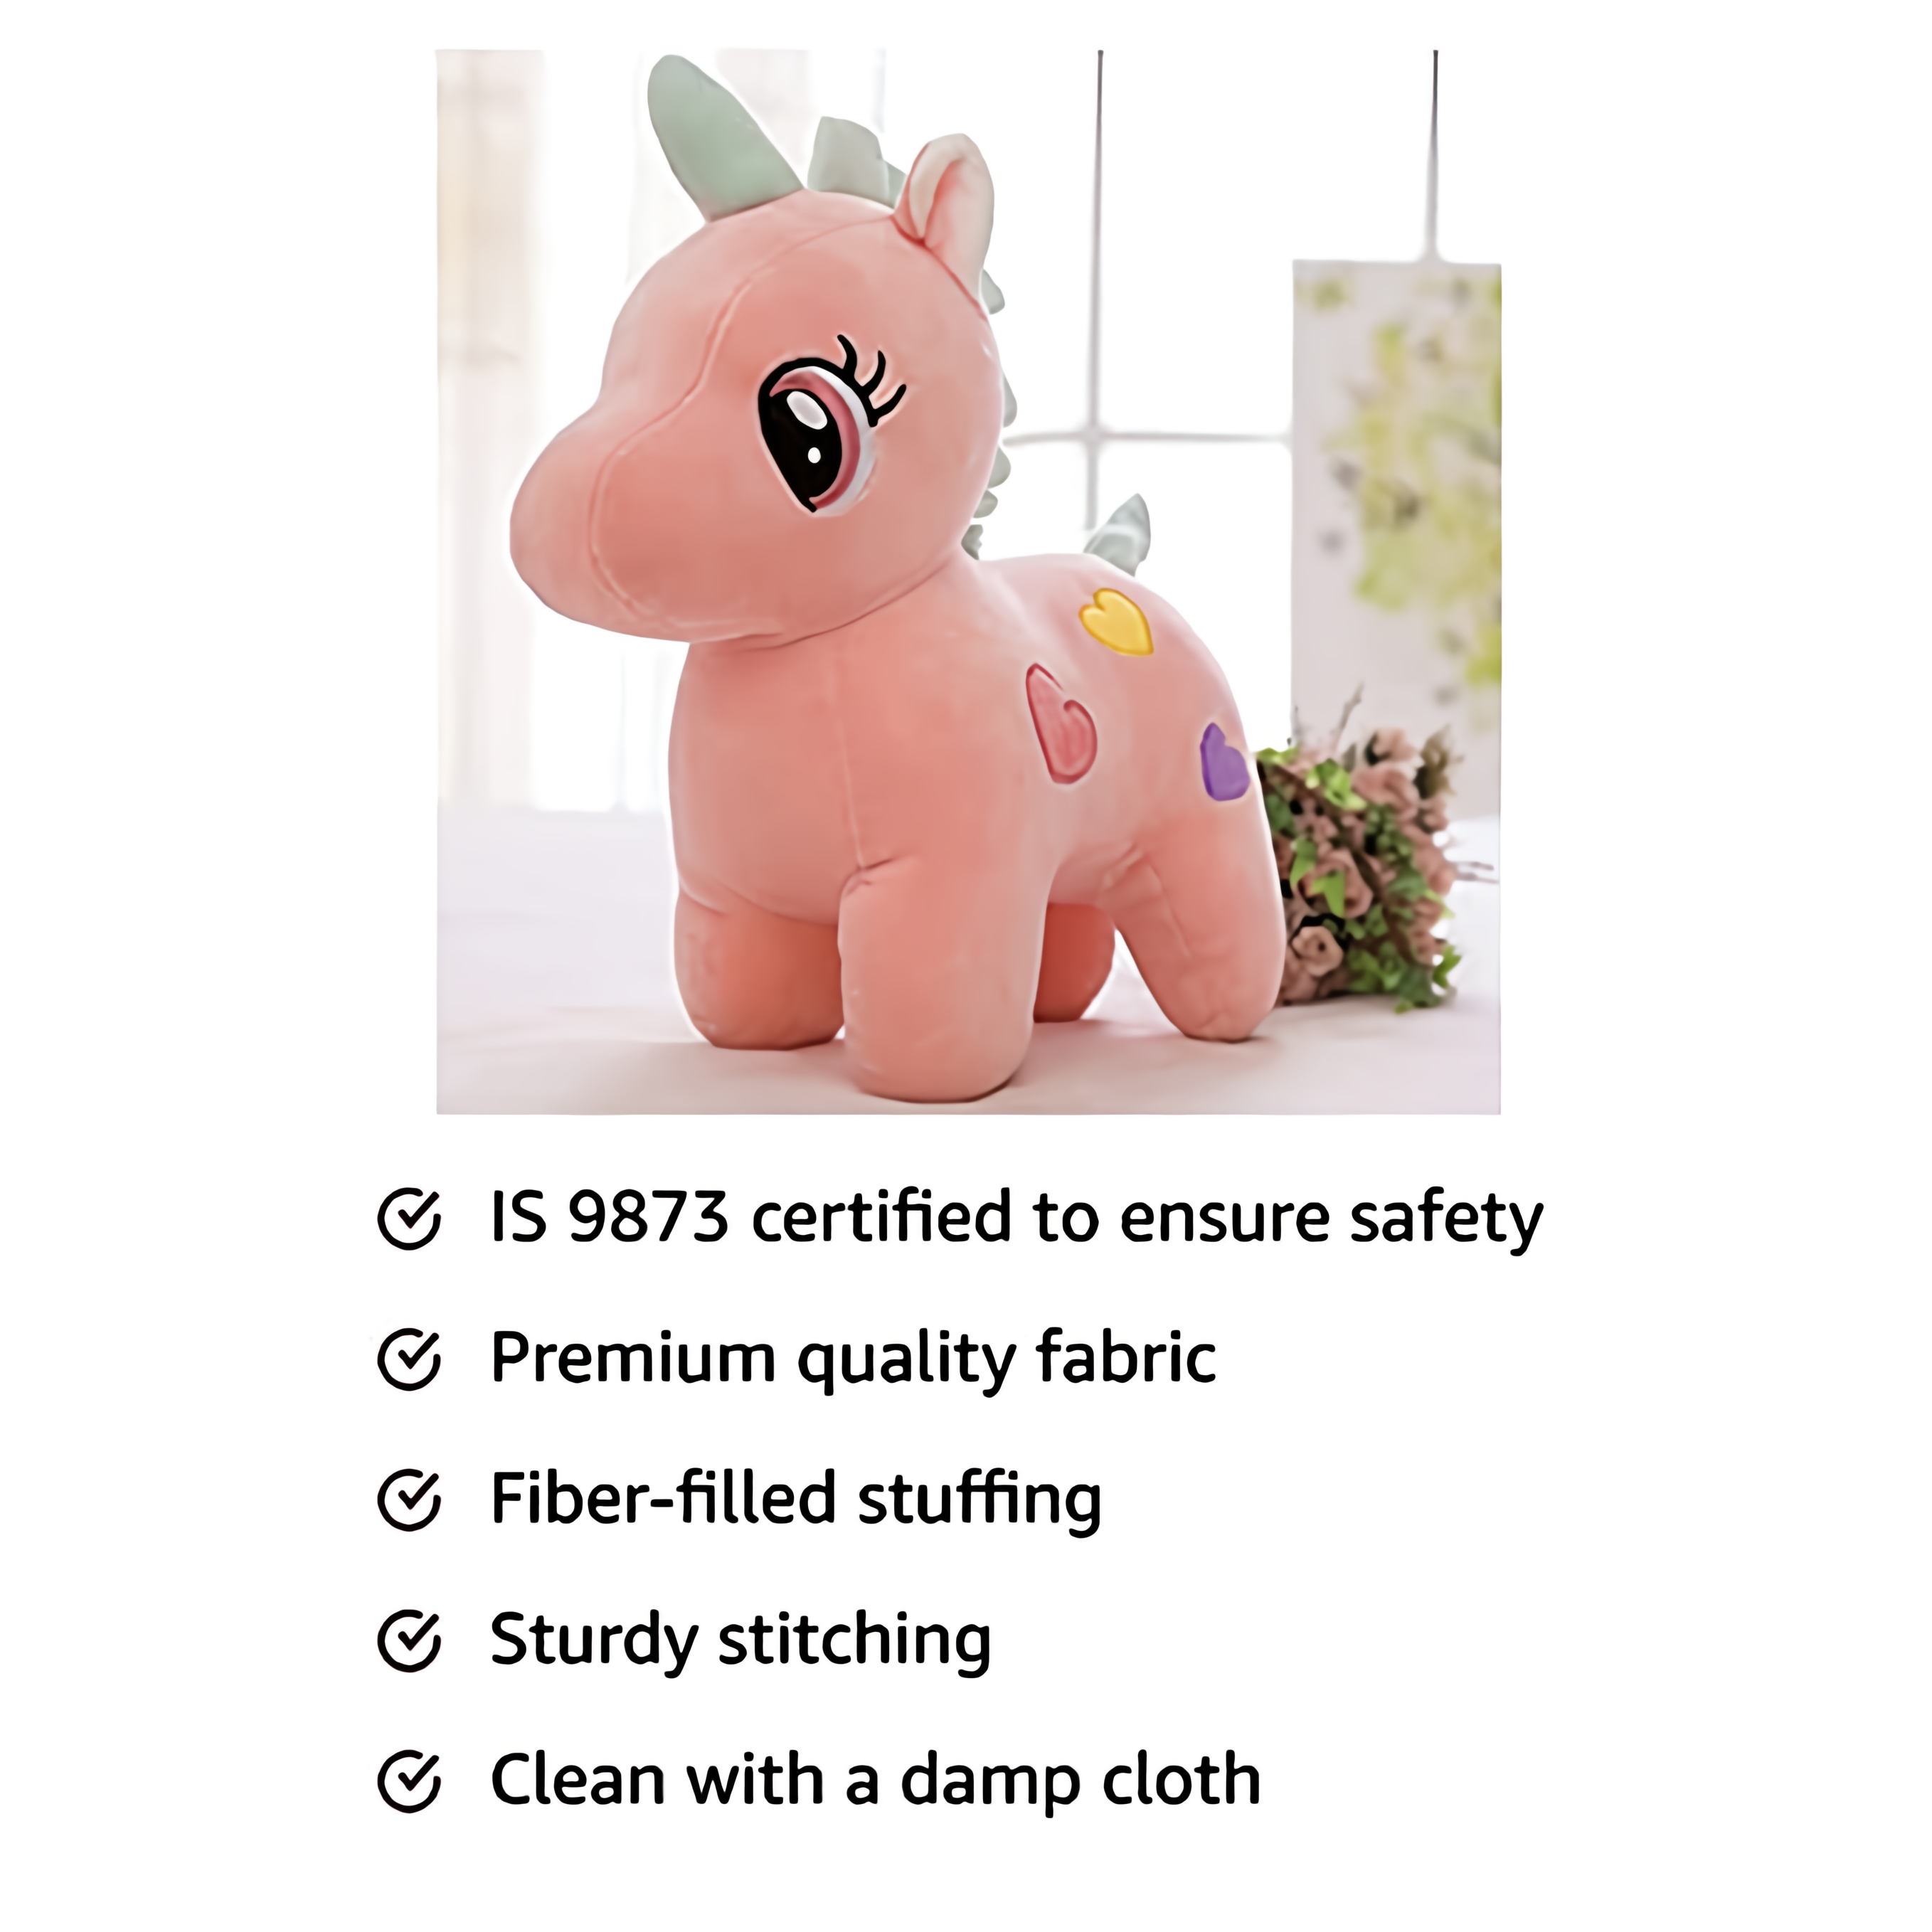 IS 9873 certified to ensure safety
Premium quality fabric
Fiber-filled stuffing
Sturdy stitching
Clean with a damp cloth